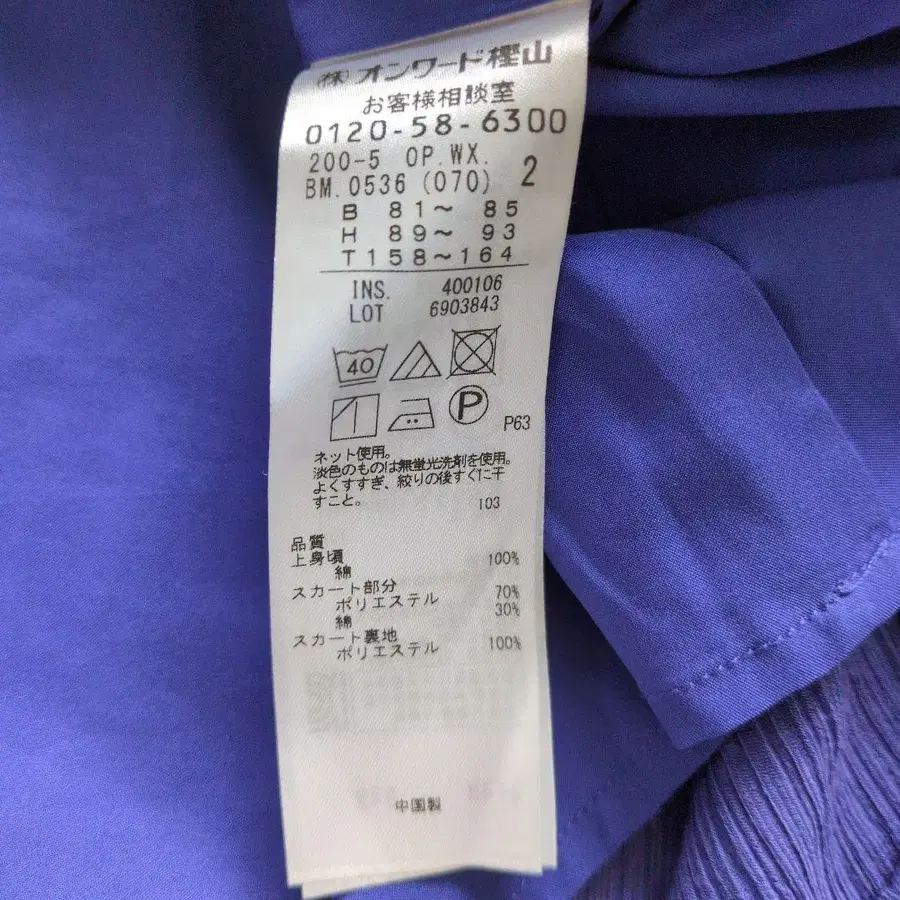 ㈱オンワード樫山
お客様相談室
0120-58-6300
200-5 OP.WX.
BM.0536 (070) 2
B 81～ 85
H 89～ 93
T158～164
INS. 400106
LOT 6903843
40
P
P63
ネット使用。
淡色のものは無蛍光洗剤を使用。
よくすすぎ、絞りの後すぐに干
すこと。
103
品質
上身頃
綿 100%
スカート部分
ポリエステル 70%
綿 30%
スカート裏地
ポリエステル 100%
中国製